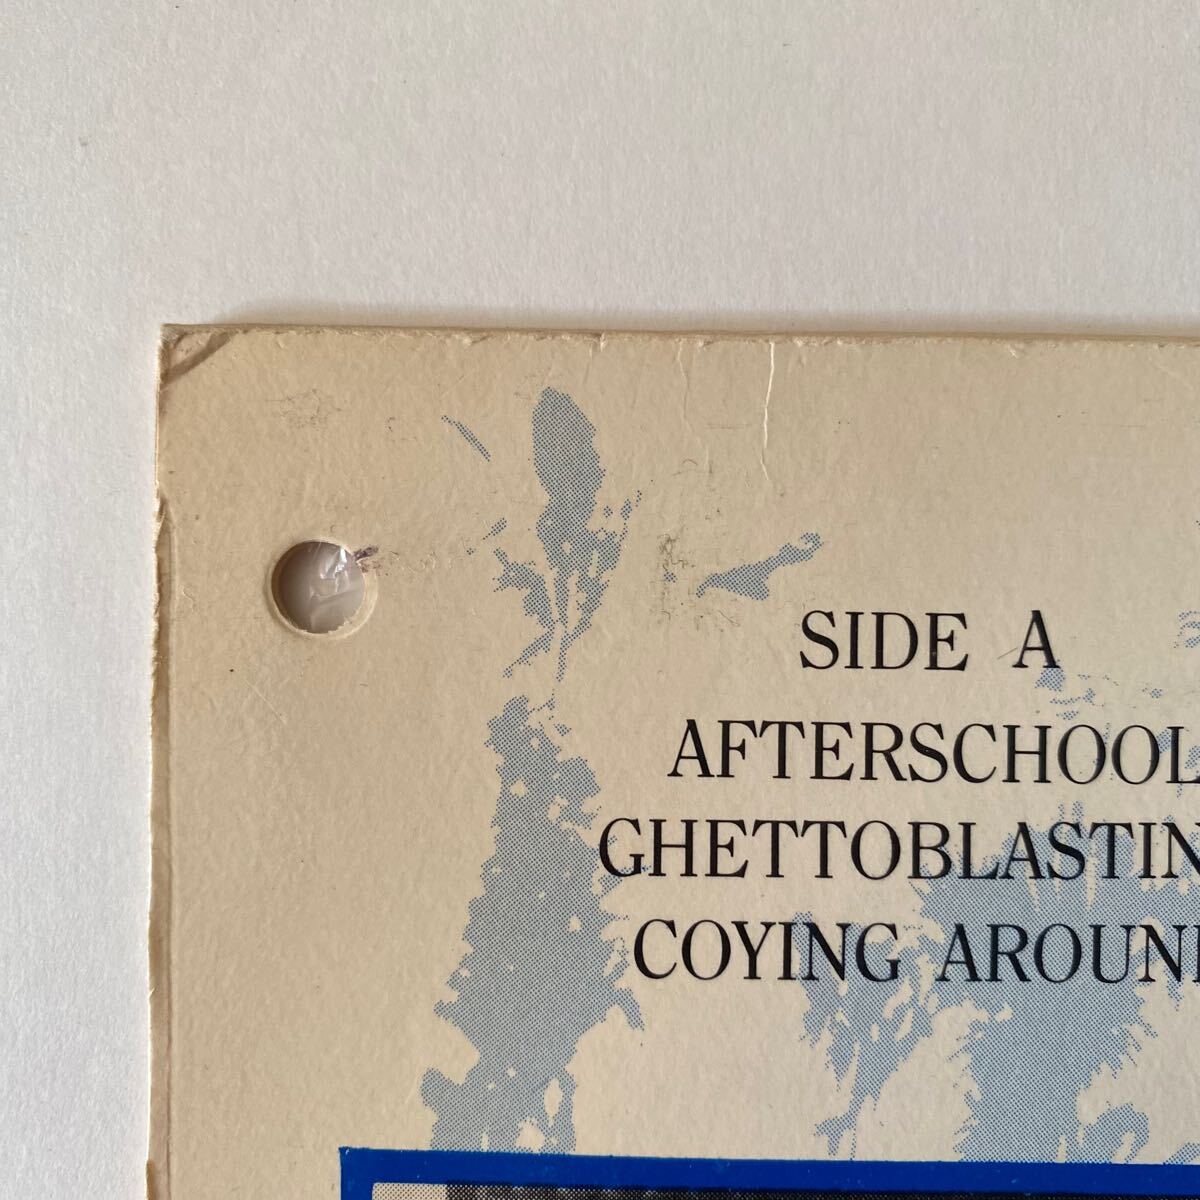 SIDE A
AFTERSCHOOL
GHETTOBLASTIN
COYING AROUN